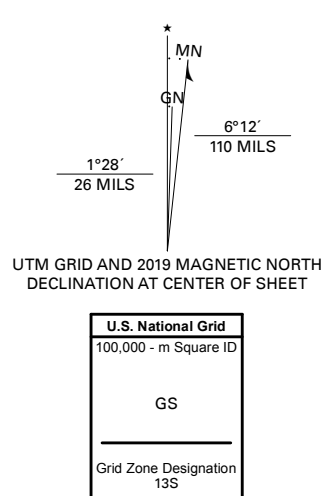 ★
MN
GN
6°12´
110 MILS
1°28´
26 MILS
UTM GRID AND 2019 MAGNETIC NORTH
DECLINATION AT CENTER OF SHEET
U.S. National Grid
100,000 - m Square ID
GS
Grid Zone Designation
13S